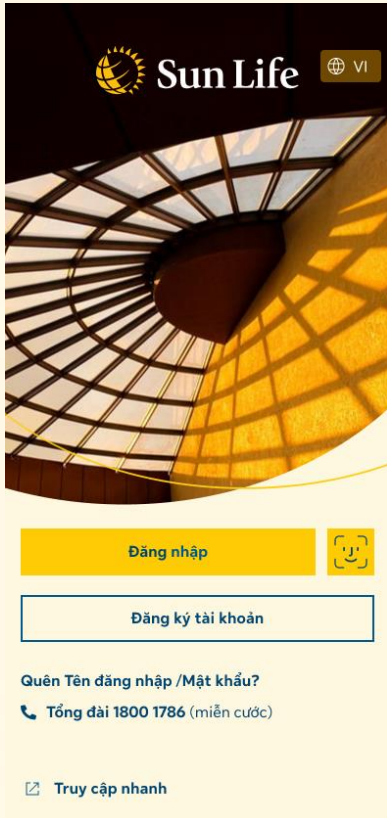 Sun Life
VI
Đăng nhập
Đăng ký tài khoản
Quên Tên đăng nhập /Mật khẩu?
Tổng đài 1800 1786 (miễn cước)
Truy cập nhanh